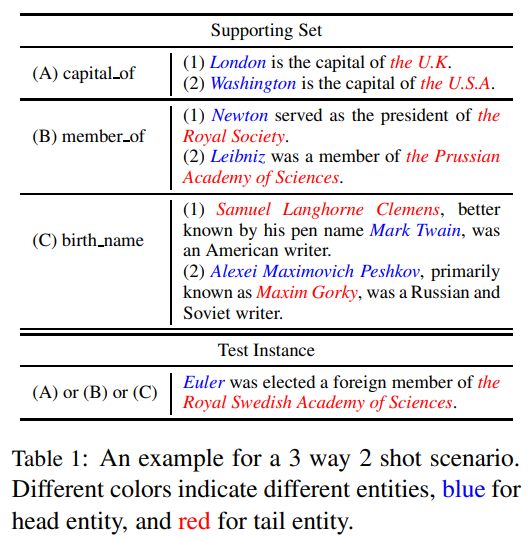 Supporting Set
(A) capital_of
(1) London is the capital of the U.K.
(2) Washington is the capital of the U.S.A.
(B) member_of
(1) Newton served as the president of the
Royal Society.
(2) Leibniz was a member of the Prussian
Academy of Sciences.
(C) birth_name
(1) Samuel Langhorne Clemens, better
known by his pen name Mark Twain, was
an American writer.
(2) Alexei Maximovich Peshkov, primarily
known as Maxim Gorky, was a Russian and
Soviet writer.
Test Instance
(A) or (B) or (C)
Euler was elected a foreign member of the
Royal Swedish Academy of Sciences.
Table 1: An example for a 3 way 2 shot scenario.
Different colors indicate different entities, blue for
head entity, and red for tail entity.